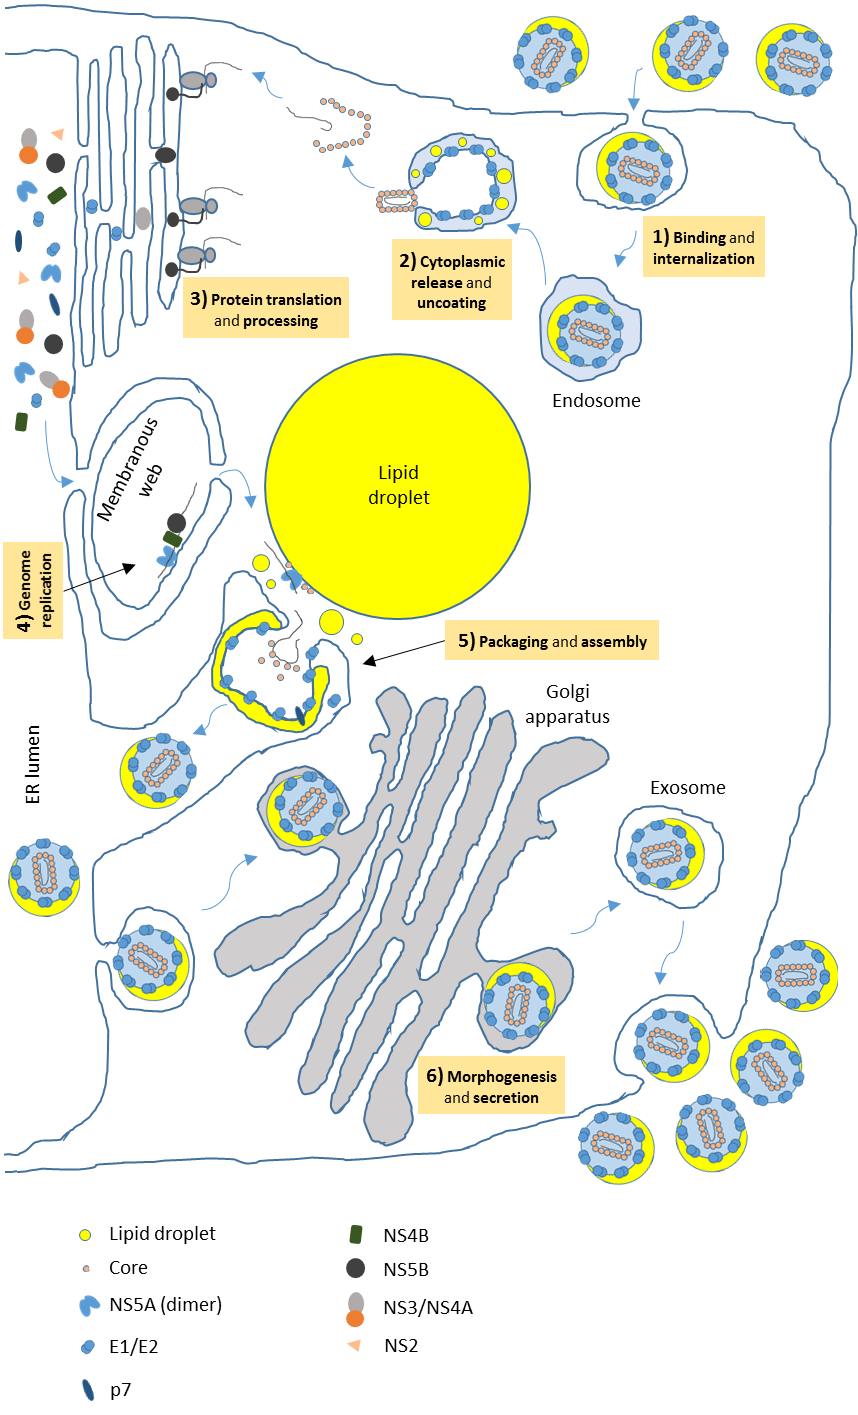 1) Binding and
internalization
2) Cytoplasmic
release and
uncoating
3) Protein translation
and processing
Endosome
Membranous
web
Lipid
droplet
4) Genome
replication
5) Packaging and assembly
Golgi
apparatus
ER lumen
Exosome
6) Morphogenesis
and secretion
Lipid droplet
Core
NS5A (dimer)
E1/E2
p7
NS4B
NS5B
NS3/NS4A
NS2